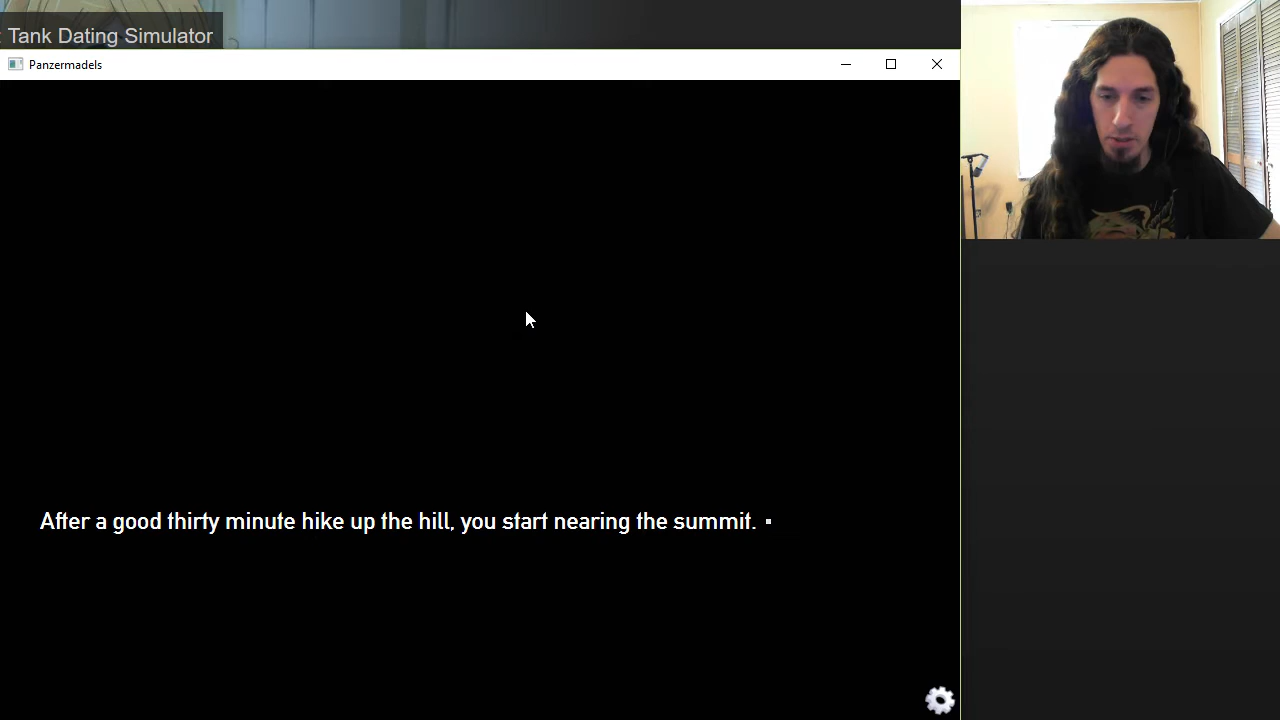 : Tank Dating Simulator
Panzermadels
After a good thirty minute hike up the hill, you start nearing the summit.